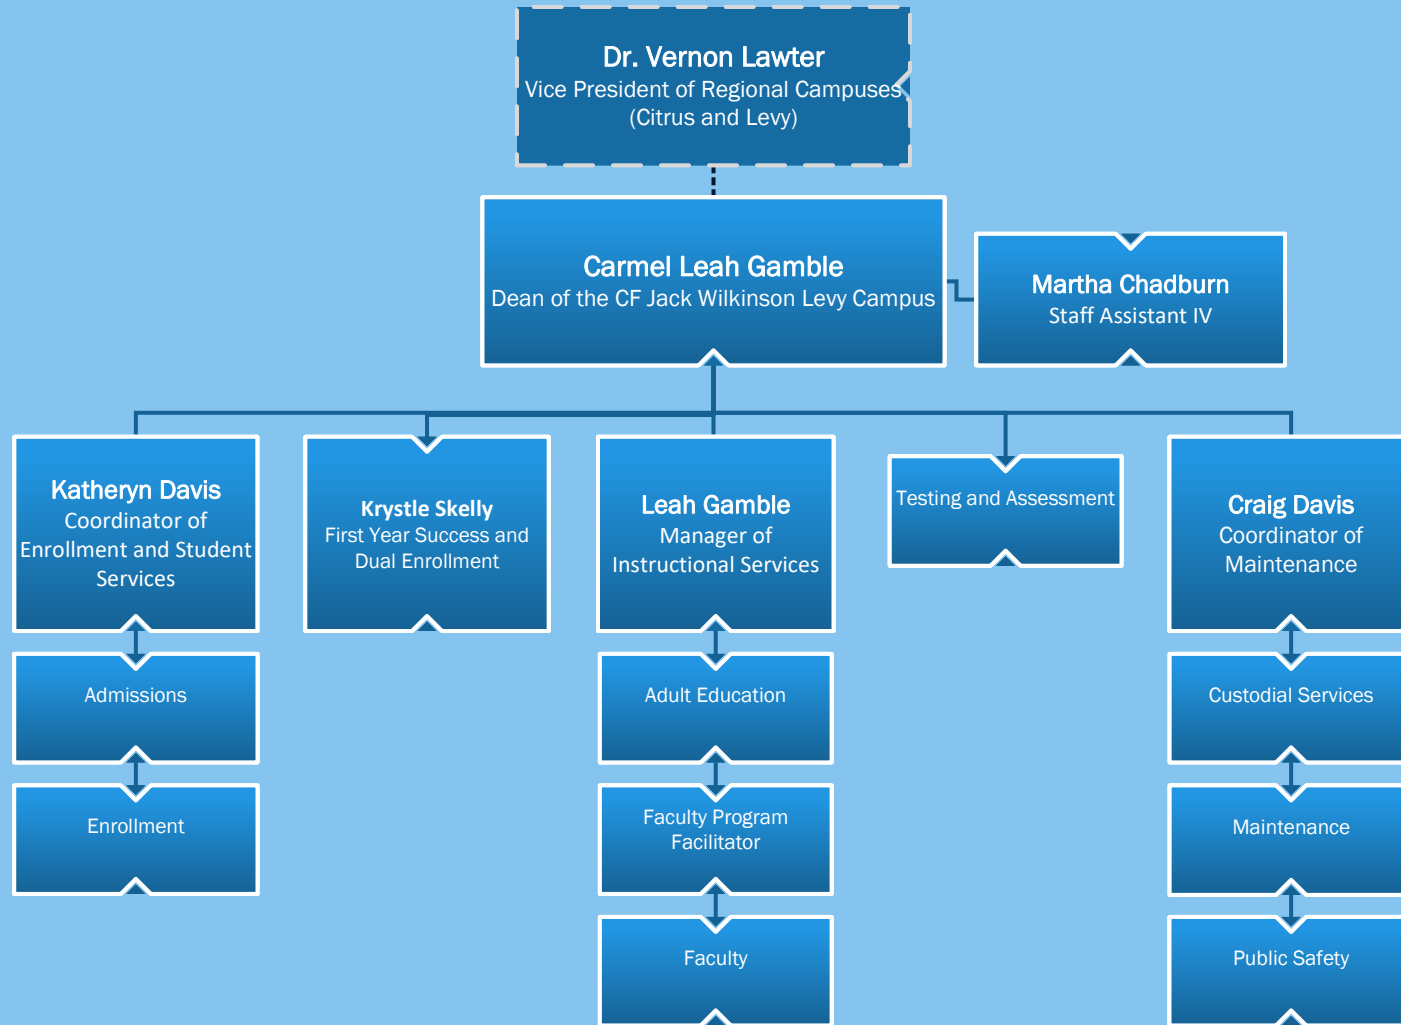 Dr. Vernon Lawter
Vice President of Regional Campuses
(Citrus and Levy)
Carmel Leah Gamble
Dean of the CF Jack Wilkinson Levy Campus
Martha Chadburn
Staff Assistant IV
Katheryn Davis
Coordinator of
Enrollment and Student
Services
Krystle Skelly
First Year Success and
Dual Enrollment
Leah Gamble
Manager of
Instructional Services
Testing and Assessment
Craig Davis
Coordinator of
Maintenance
Admissions
Adult Education
Custodial Services
Enrollment
Faculty Program
Facilitator
Maintenance
Faculty
Public Safety